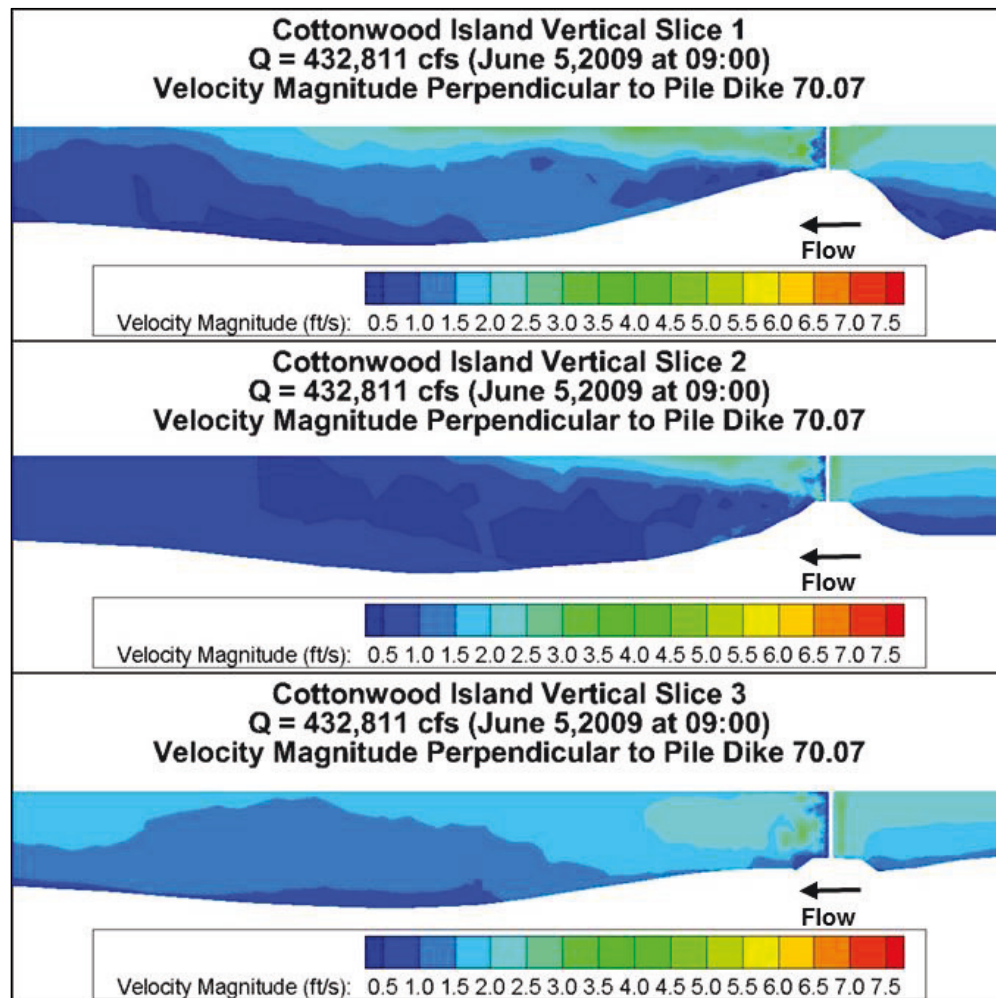 Cottonwood Island Vertical Slice 1
Q = 432,811 cfs (June 5,2009 at 09:00)
Velocity Magnitude Perpendicular to Pile Dike 70.07
Flow
Velocity Magnitude (ft/s): 0.5 1.0 1.5 2.0 2.5 3.0 3.5 4.0 4.5 5.0 5.5 6.0 6.5 7.0 7.5
Cottonwood Island Vertical Slice 2
Q = 432,811 cfs (June 5,2009 at 09:00)
Velocity Magnitude Perpendicular to Pile Dike 70.07
Flow
Velocity Magnitude (ft/s): 0.5 1.0 1.5 2.0 2.5 3.0 3.5 4.0 4.5 5.0 5.5 6.0 6.5 7.0 7.5
Cottonwood Island Vertical Slice 3
Q = 432,811 cfs (June 5,2009 at 09:00)
Velocity Magnitude Perpendicular to Pile Dike 70.07
Flow
Velocity Magnitude (ft/s): 0.5 1.0 1.5 2.0 2.5 3.0 3.5 4.0 4.5 5.0 5.5 6.0 6.5 7.0 7.5